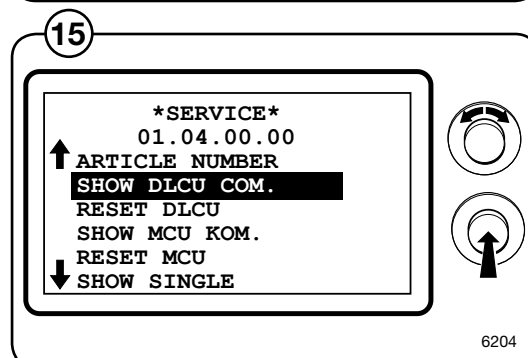 15
*SERVICE*
01.04.00.00
ARTICLE NUMBER
SHOW DLCU COM.
RESET DLCU
SHOW MCU KOM.
RESET MCU
SHOW SINGLE
6204